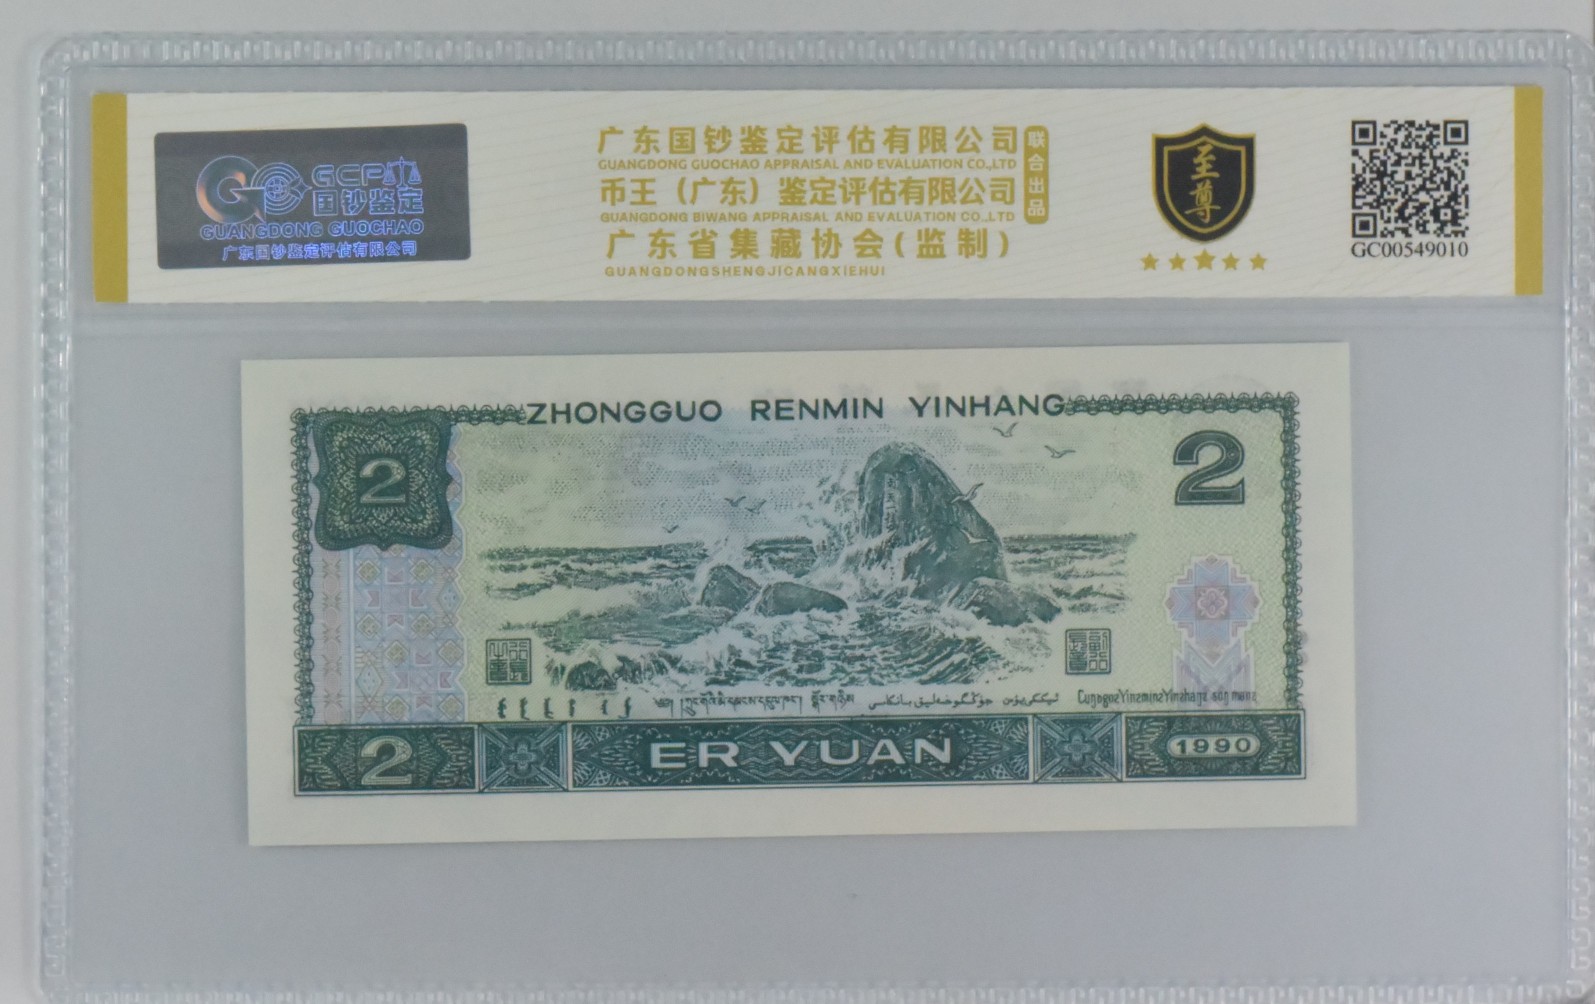 GCP
国钞鉴定
GUANGDONG GUOCHAO
广东国钞鉴定评估有限公司
广东国钞鉴定评估有限公司
GUANGDONG GUOCHAO APPRAISAL AND EVALUATION CO.,LTD
币王（广东）鉴定评估有限公司
GUANGDONG BIWANG APPRAISAL AND EVALUATION CO.,LTD
广东省集藏协会(监制)
GUANGDONGSHENGJICANGXIEHUI
联合出品
至尊
GC00549010
ZHONGGUO RENMIN YINHANG
2
2
2
ER YUAN
1990